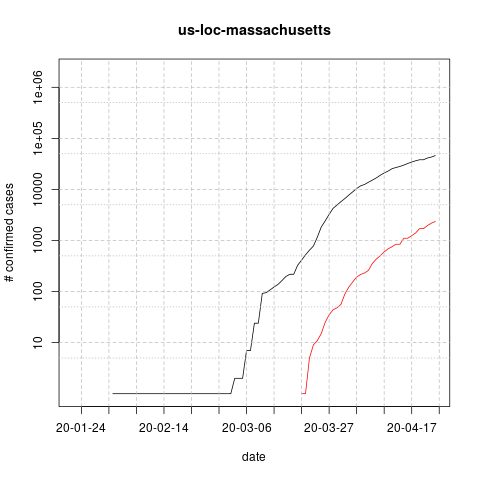 us-loc-massachusetts
# confirmed cases
1e+06
1e+05
10000
1000
100
10
20-01-24 20-02-14 20-03-06 20-03-27 20-04-17
date